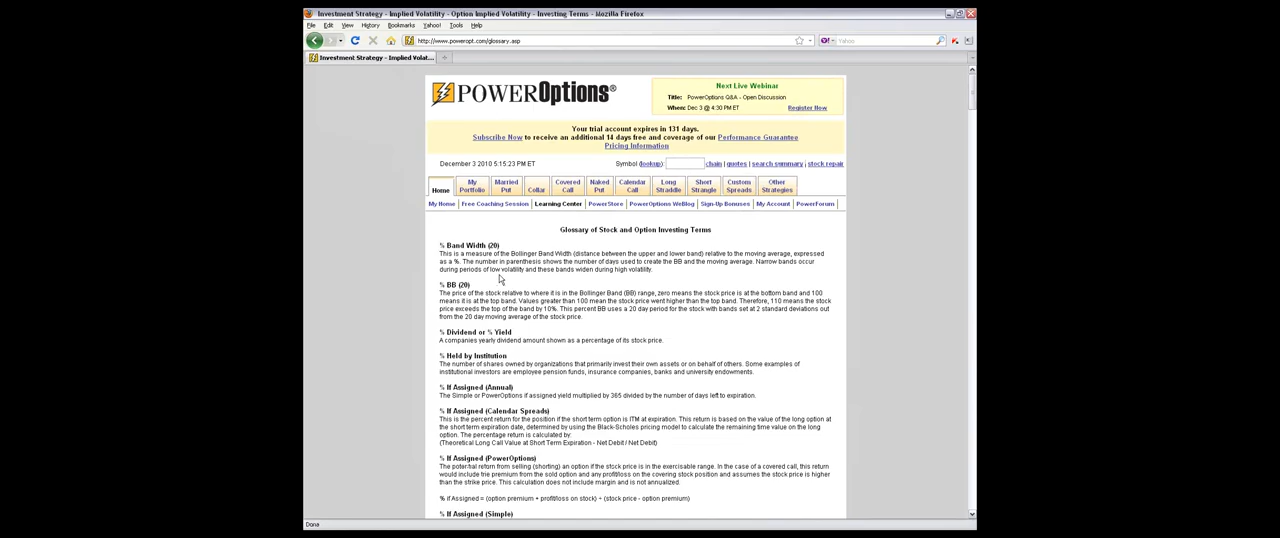 Investment Strategy - Implied Volatility - Option Implied Volatility - Investing Terms - Mozilla Firefox
File Edit View History Bookmarks Yahoo! Tools Help
http://www.poweropt.com/glossary.asp
Yahoo
Investment Strategy - Implied Volat...
POWEROptions®
Next Live Webinar
Title: PowerOptions Q&A - Open Discussion
When: Dec 3 @ 4:30 PM ET Register Now
Your trial account expires in 131 days.
Subscribe Now to receive an additional 14 days free and coverage of our Performance Guarantee
Pricing Information
December 3 2010 5:15:23 PM ET Symbol (lookup) chain | quotes | search summary | stock repair
Home My Portfolio Married Put Collar Covered Call Naked Put Calendar Call Long Straddle Short Strangle Custom Spreads Other Strategies
My Home | Free Coaching Session | Learning Center | PowerStore | PowerOptions WeBlog | Sign-Up Bonuses | My Account | PowerForum |
Glossary of Stock and Option Investing Terms
% Band Width (20)
This is a measure of the Bollinger Band Width (distance between the upper and lower band) relative to the moving average, expressed
as a %. The number in parenthesis shows the number of days used to create the BB and the moving average. Narrow bands occur
during periods of low volatility and these bands widen during high volatility.
% BB (20)
The price of the stock relative to where it is in the Bollinger Band (BB) range, zero means the stock price is at the bottom band and 100
means it is at the top band. Values greater than 100 mean the stock price went higher than the top band. Therefore, 110 means the stock
price exceeds the top of the band by 10%. This percent BB uses a 20 day period for the stock with bands set at 2 standard deviations out
from the 20 day moving average of the stock price.
% Dividend or % Yield
A companies yearly dividend amount shown as a percentage of its stock price.
% Held by Institution
The number of shares owned by organizations that primarily invest their own assets or on behalf of others. Some examples of
institutional investors are employee pension funds, insurance companies, banks and university endowments.
% If Assigned (Annual)
The Simple or PowerOptions if assigned yield multiplied by 365 divided by the number of days left to expiration.
% If Assigned (Calendar Spreads)
This is the percent return for the position if the short term option is ITM at expiration. This return is based on the value of the long option at
the short term expiration date, determined by using the Black-Scholes pricing model to calculate the remaining time value on the long
option. The percentage return is calculated by:
(Theoretical Long Call Value at Short Term Expiration - Net Debit / Net Debit)
% If Assigned (PowerOptions)
The potential return from selling (shorting) an option if the stock price is in the exercisable range. In the case of a covered call, this return
would include the premium from the sold option and any profit/loss on the covering stock position and assumes the stock price is higher
than the strike price. This calculation does not include margin and is not annualized.
% if Assigned = (option premium + profit/loss on stock) ÷ (stock price - option premium)
% If Assigned (Simple)
Done